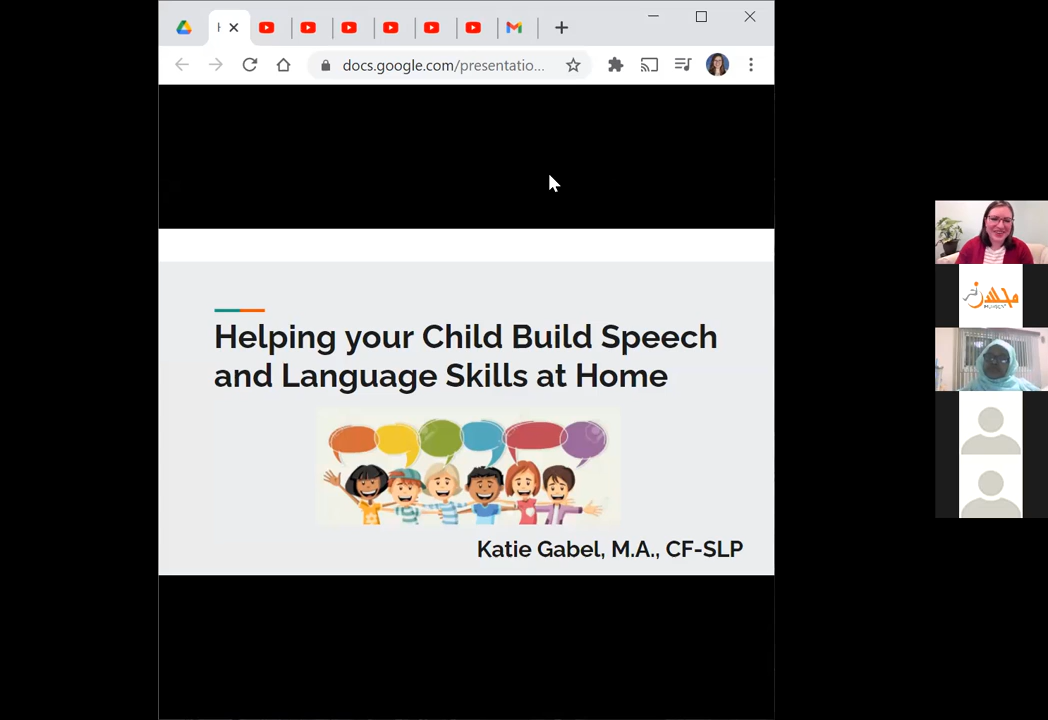 docs.google.com/presentatio...
Helping your Child Build Speech
and Language Skills at Home
Katie Gabel, M.A., CF-SLP